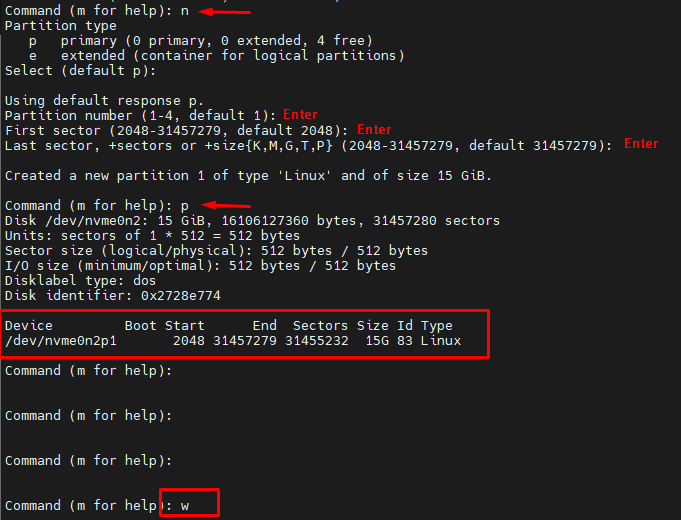 Command (m for help): n
Partition type
p   primary (0 primary, 0 extended, 4 free)
e   extended (container for logical partitions)
Select (default p):
Using default response p.
Partition number (1-4, default 1): Enter
First sector (2048-31457279, default 2048): Enter
Last sector, +sectors or +size{K,M,G,T,P} (2048-31457279, default 31457279): Enter
Created a new partition 1 of type 'Linux' and of size 15 GiB.
Command (m for help): p
Disk /dev/nvme0n2: 15 GiB, 16106127360 bytes, 31457280 sectors
Units: sectors of 1 * 512 = 512 bytes
Sector size (logical/physical): 512 bytes / 512 bytes
I/O size (minimum/optimal): 512 bytes / 512 bytes
Disklabel type: dos
Disk identifier: 0x2728e774
Device         Boot Start      End  Sectors Size Id Type
/dev/nvme0n2p1       2048 31457279 31455232  15G 83 Linux
Command (m for help):
Command (m for help):
Command (m for help):
Command (m for help): w